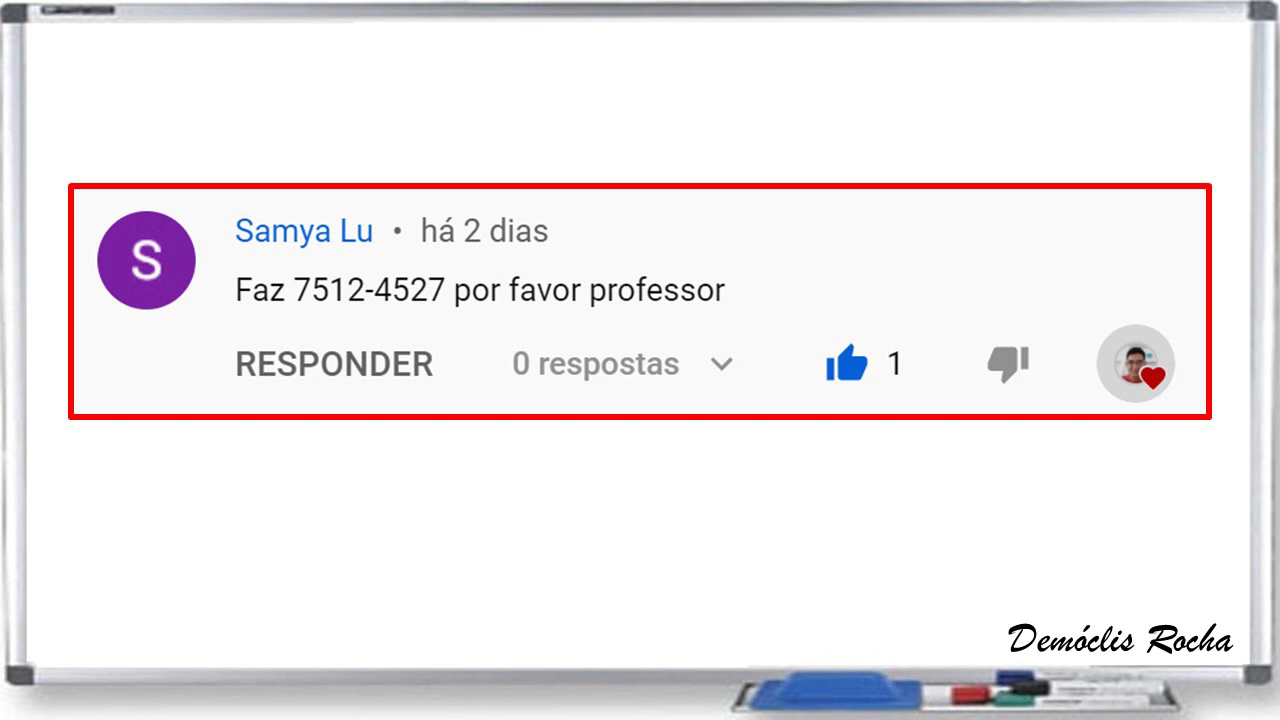 S
Samya Lu • há 2 dias
Faz 7512-4527 por favor professor
RESPONDER 0 respostas 1
Demóclis Rocha